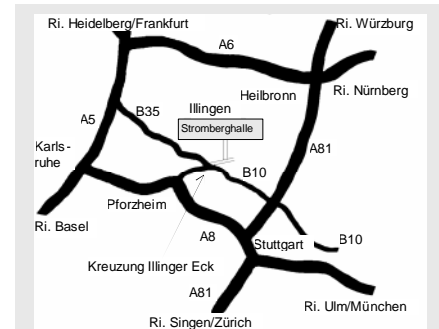 Ri. Heidelberg/Frankfurt
Ri. Würzburg
A6
Heilbronn
Ri. Nürnberg
A5
B35
Illingen
Stromberghalle
Karls-
ruhe
A81
B10
Pforzheim
Ri. Basel
A8
Stuttgart
B10
Kreuzung Illinger Eck
A81
Ri. Ulm/München
Ri. Singen/Zürich